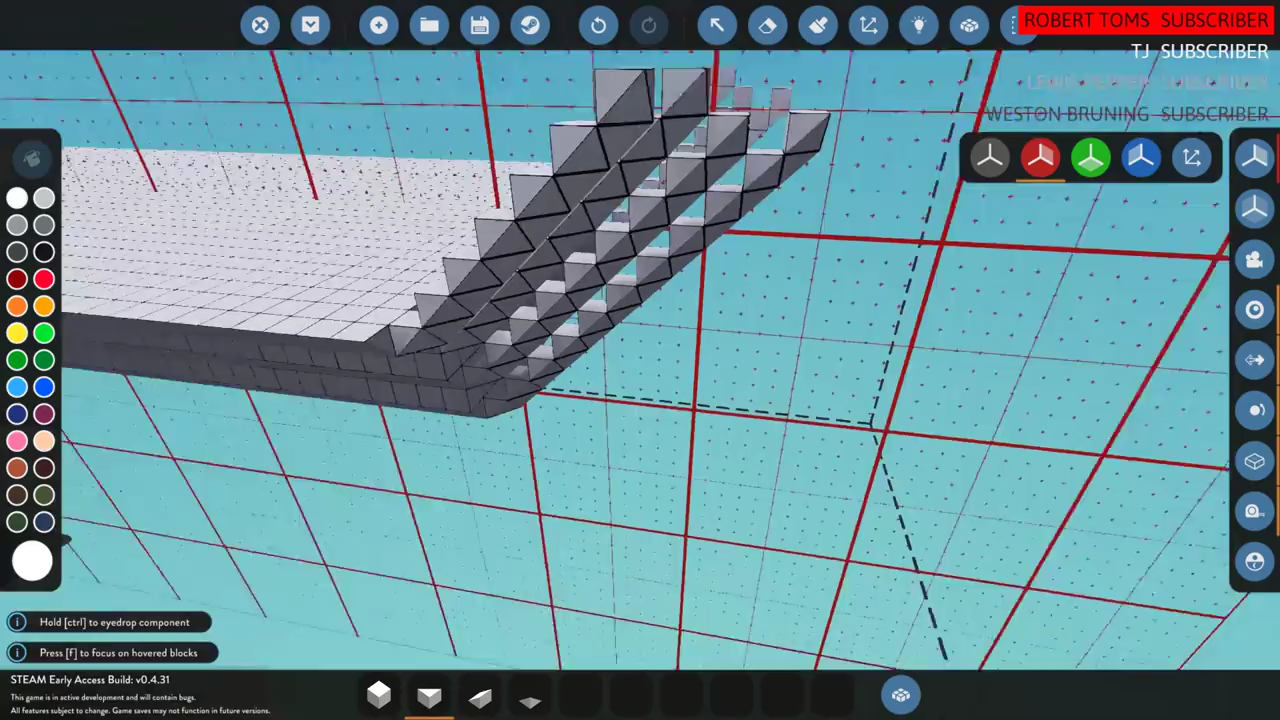 ROBERT TOMS SUBSCRIBER
TJ SUBSCRIBER
WESTON BRUNING SUBSCRIBER
Hold [ctrl] to eyedrop component
Press [f] to focus on hovered blocks
STEAM Early Access Build: v0.4.31
This game is in active development and will contain bugs.
All features subject to change. Game saves may not function in future versions.